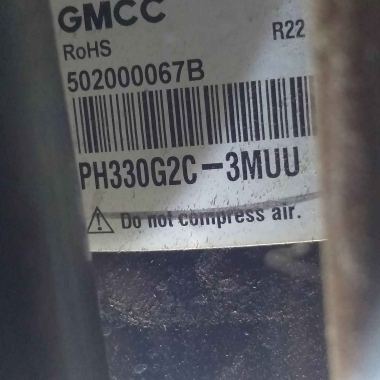 GMCC
RoHS R22
502000067B
PH330G2C-3MUU
Do not compress air.